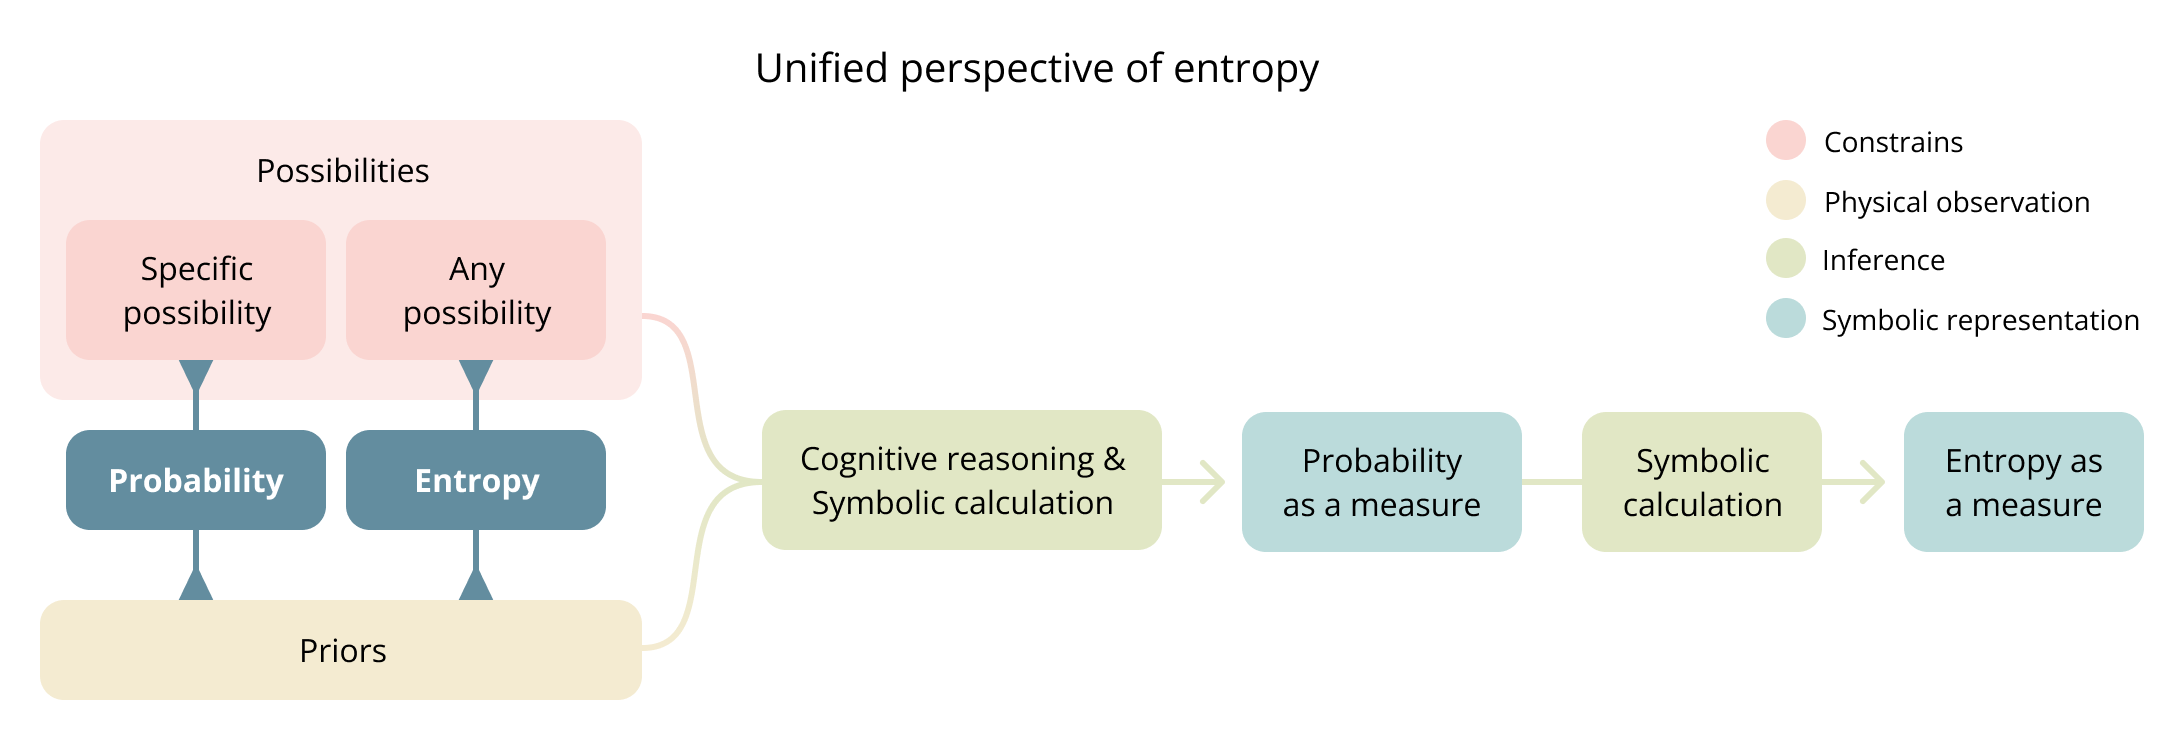 Unified perspective of entropy
Possibilities
Specific
possibility
Any
possibility
Probability
Entropy
Priors
Cognitive reasoning &
Symbolic calculation
Probability
as a measure
Symbolic
calculation
Entropy as
a measure
Constrains
Physical observation
Inference
Symbolic representation